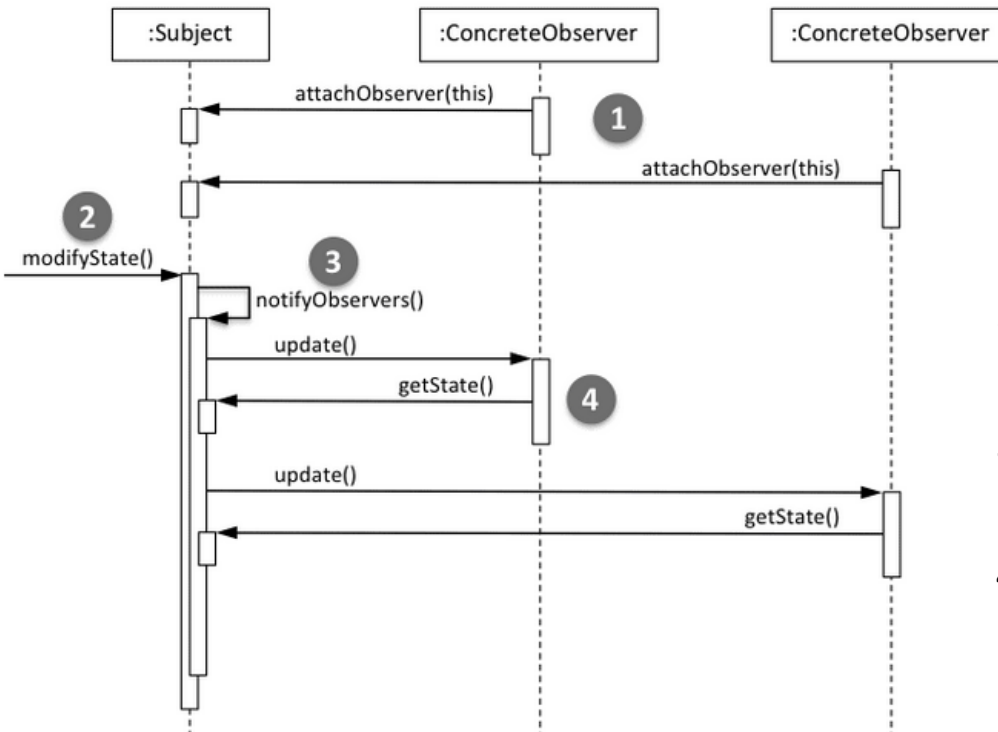 :Subject
:ConcreteObserver
:ConcreteObserver
attachObserver(this)
1
attachObserver(this)
2
modifyState()
3
notifyObservers()
update()
getState()
4
update()
getState()